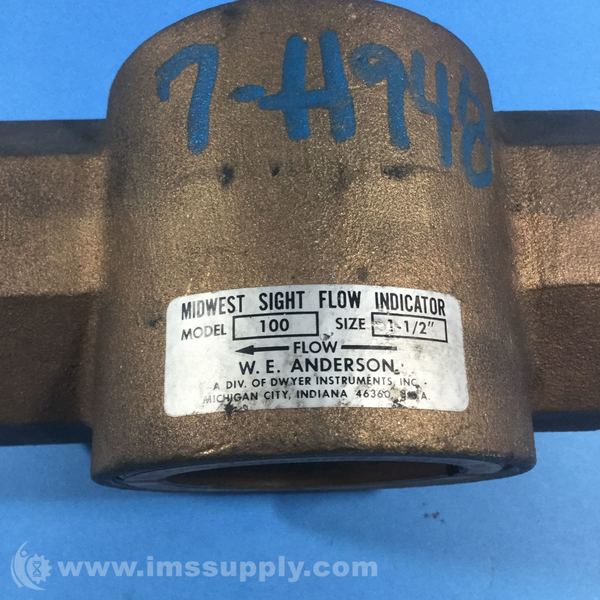 7-H948
MIDWEST SIGHT FLOW INDICATOR
MODEL 100 SIZE 1-1/2"
FLOW
W. E. ANDERSON
A DIV. OF DWYER INSTRUMENTS, INC.
MICHIGAN CITY, INDIANA 46360, U.S.A.
www.imssupply.com